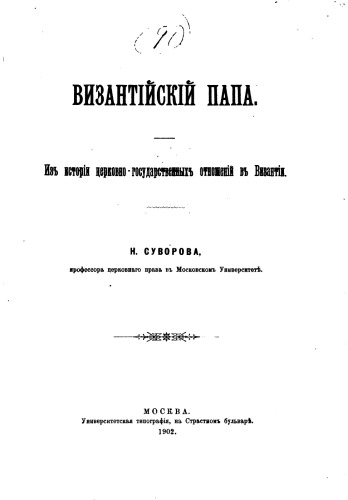 (90)
ВИЗАНТІЙСКІЙ ПАПА.
Изъ исторіи церковно-государственныхъ отношеній въ Византіи.
Н. СУВОРОВА,
профессора церковнаго права въ Московскомъ Университетѣ.
МОСКВА.
Университетская типографія, на Страстномъ бульварѣ.
1902.